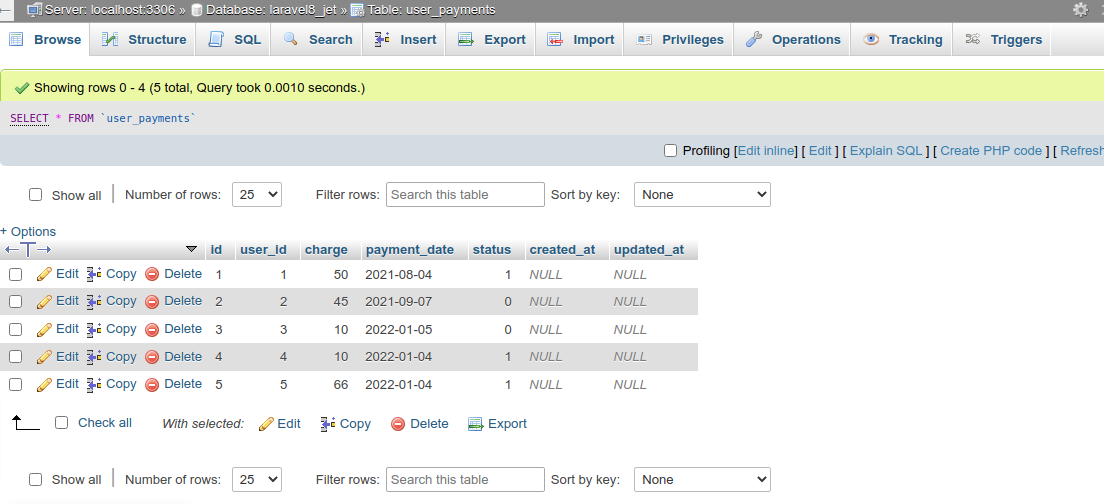 Server: localhost:3306 » Database: laravel8_jet » Table: user_payments
Browse Structure SQL Search Insert Export Import Privileges Operations Tracking Triggers
Showing rows 0 - 4 (5 total, Query took 0.0010 seconds.)
SELECT * FROM `user_payments`
Profiling [Edit inline] [ Edit ] [ Explain SQL ] [ Create PHP code ] [ Refresh
Show all Number of rows: 25 Filter rows: Search this table Sort by key: None
+ Options
id user_id charge payment_date status created_at updated_at
Edit Copy Delete 1 1 50 2021-08-04 1 NULL NULL
Edit Copy Delete 2 2 45 2021-09-07 0 NULL NULL
Edit Copy Delete 3 3 10 2022-01-05 0 NULL NULL
Edit Copy Delete 4 4 10 2022-01-04 1 NULL NULL
Edit Copy Delete 5 5 66 2022-01-04 1 NULL NULL
Check all With selected: Edit Copy Delete Export
Show all Number of rows: 25 Filter rows: Search this table Sort by key: None